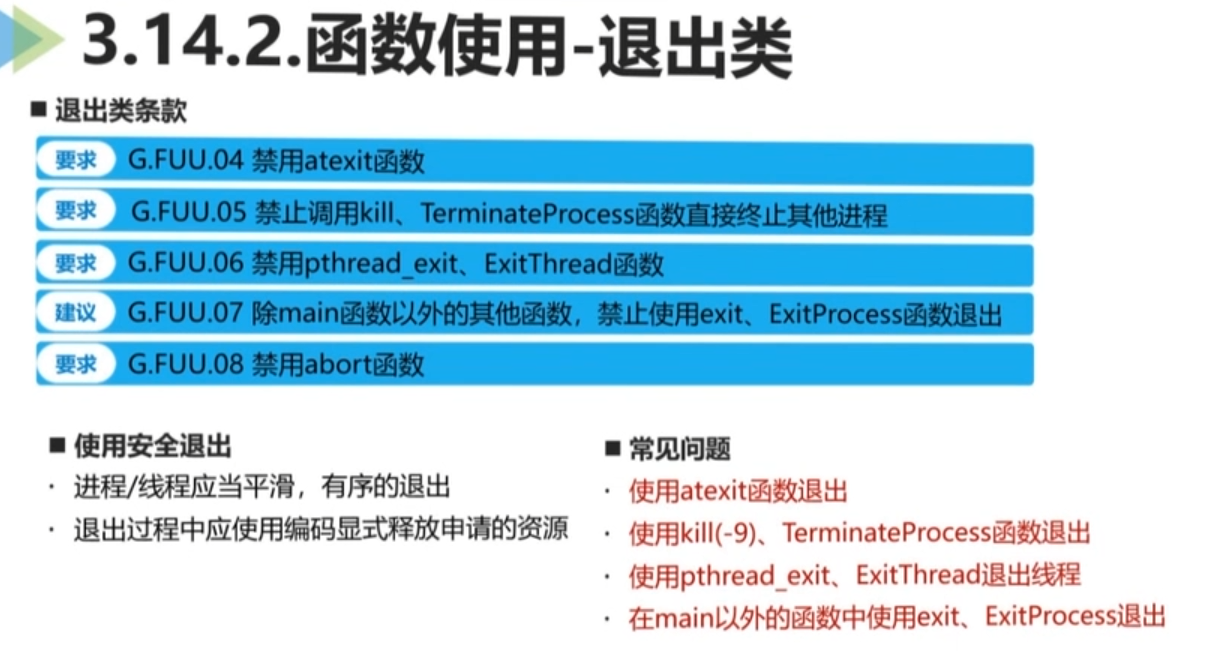 3.14.2.函数使用-退出类
■ 退出类条款
要求 G.FUU.04 禁用atexit函数
要求 G.FUU.05 禁止调用kill、TerminateProcess函数直接终止其他进程
要求 G.FUU.06 禁用pthread_exit、ExitThread函数
建议 G.FUU.07 除main函数以外的其他函数，禁止使用exit、ExitProcess函数退出
要求 G.FUU.08 禁用abort函数
■ 使用安全退出
· 进程/线程应当平滑，有序的退出
· 退出过程中应使用编码显式释放申请的资源
■ 常见问题
· 使用atexit函数退出
· 使用kill(-9)、TerminateProcess函数退出
· 使用pthread_exit、ExitThread退出线程
· 在main以外的函数中使用exit、ExitProcess退出